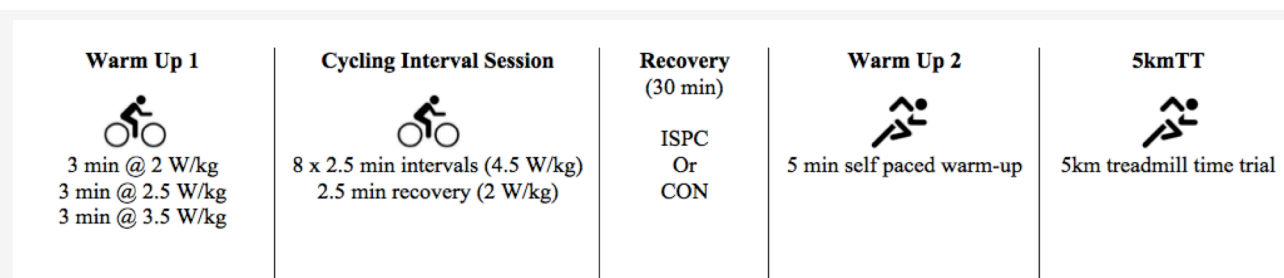 Warm Up 1
3 min @ 2 W/kg
3 min @ 2.5 W/kg
3 min @ 3.5 W/kg
Cycling Interval Session
8 x 2.5 min intervals (4.5 W/kg)
2.5 min recovery (2 W/kg)
Recovery
(30 min)
ISPC
Or
CON
Warm Up 2
5 min self paced warm-up
5kmTT
5km treadmill time trial